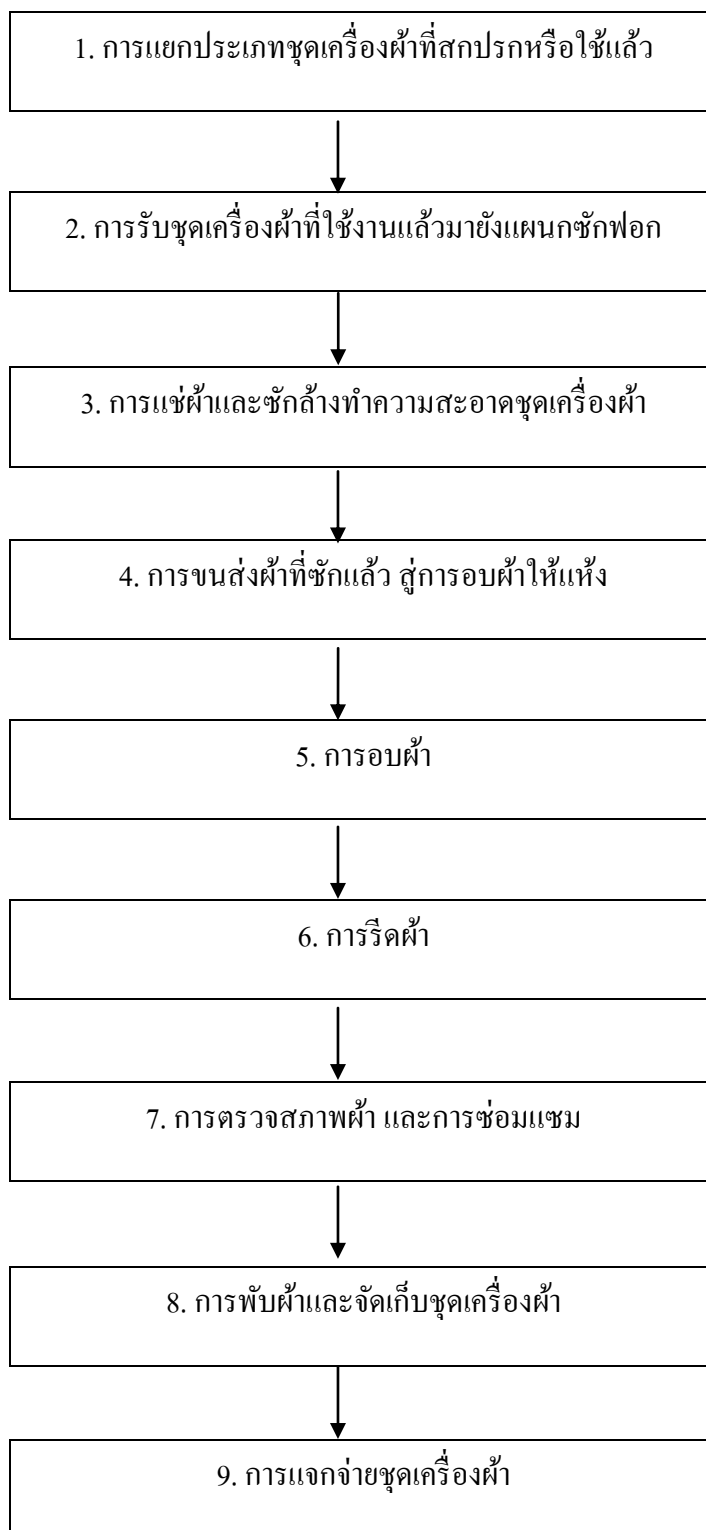 1. การแยกประเภทชุดเครื่องผ้าที่สกปรกหรือใช้แล้ว
2. การรับชุดเครื่องผ้าที่ใช้งานแล้วมายังแผนกซักฟอก
3. การแช่ผ้าและซักล้างทำความสะอาดชุดเครื่องผ้า
4. การขนส่งผ้าที่ซักแล้ว สู่การอบผ้าให้แห้ง
5. การอบผ้า
6. การรีดผ้า
7. การตรวจสภาพผ้า และการซ่อมแซม
8. การพับผ้าและจัดเก็บชุดเครื่องผ้า
9. การแจกจ่ายชุดเครื่องผ้า